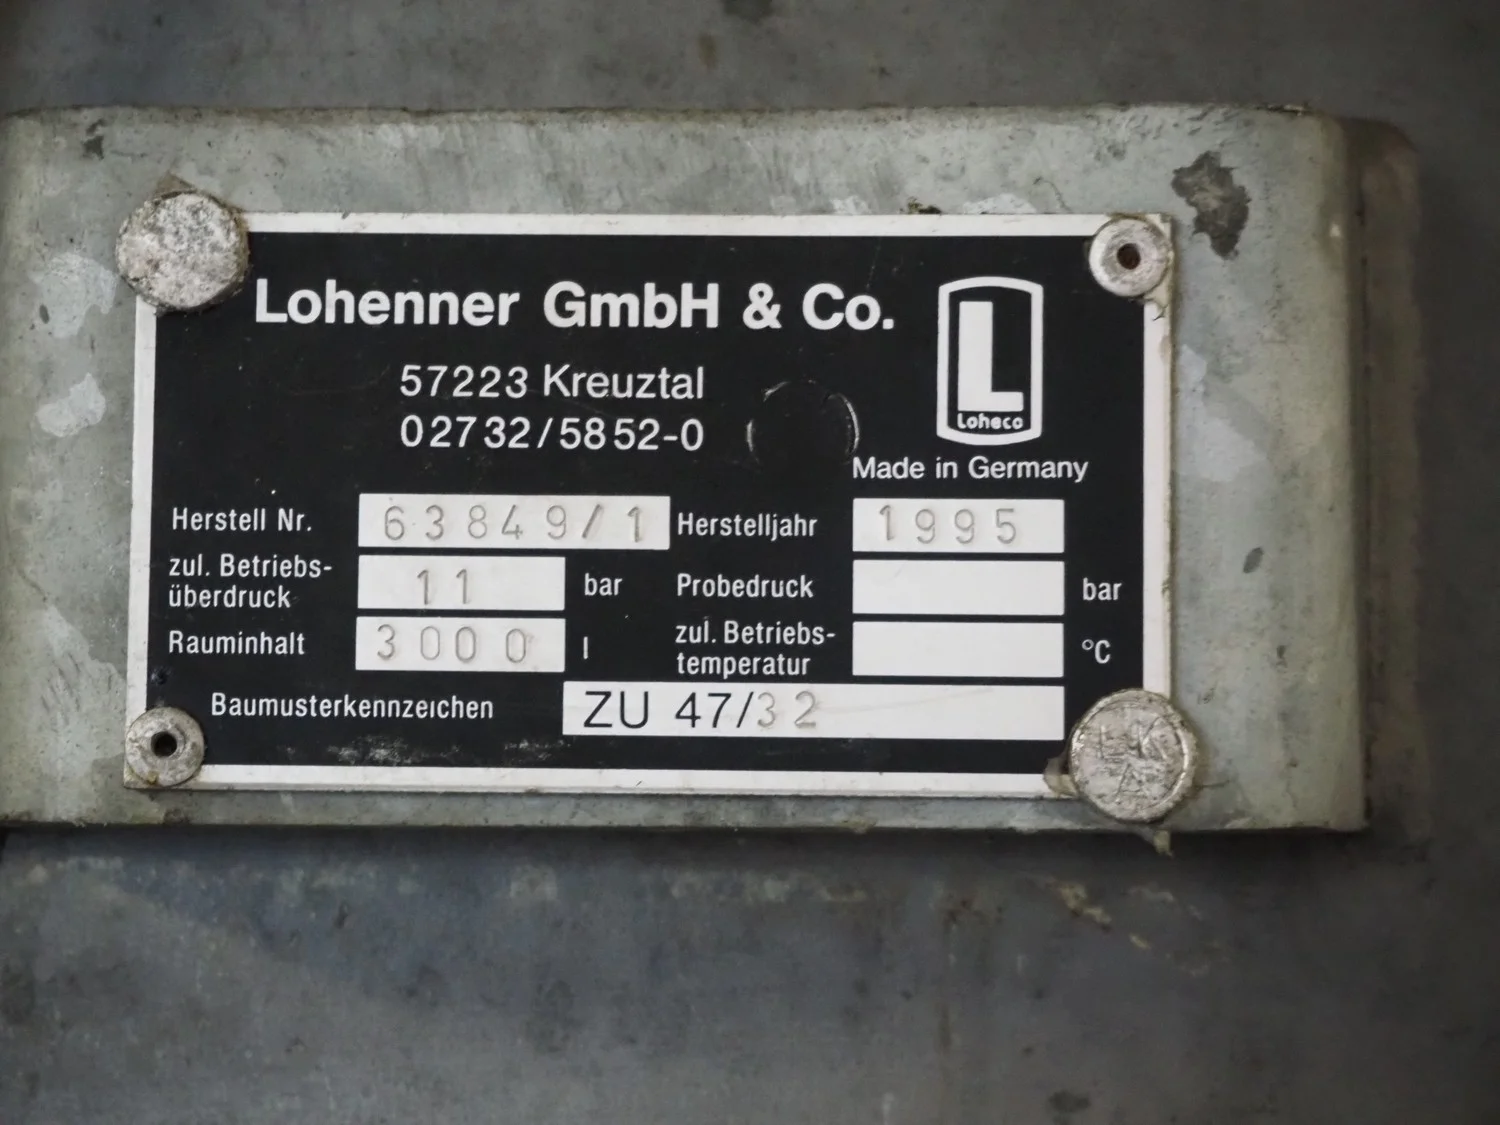 Lohenner GmbH & Co.
57223 Kreuztal
02732/5852-0
L
Loheco
Made in Germany
Herstell Nr. 63849/1 Herstelljahr 1995
zul. Betriebs-
überdruck 11 bar Probedruck bar
Rauminhalt 3000 l zul. Betriebs-
temperatur °C
Baumusterkennzeichen ZU 47/32